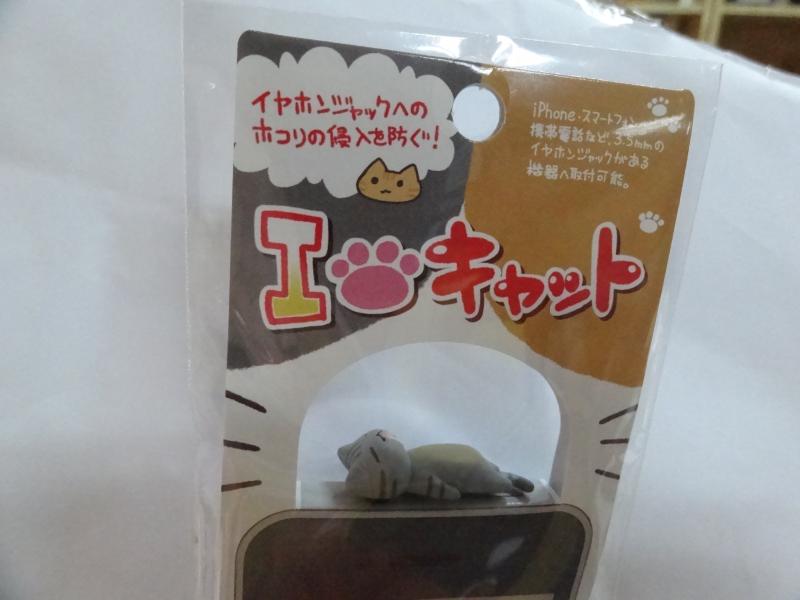 イヤホンジャックへの
ホコリの侵入を防ぐ!
iPhone・スマートフォン
携帯電話など、3.5mmの
イヤホンジャックがある
機器へ取付可能。
I キャット